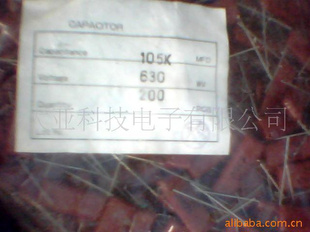 CAPACITOR
Capacitance 105K MFD
Voltage 630
Quantity 200 PCS
亚科技电子有限公司
alibaba.com.cn